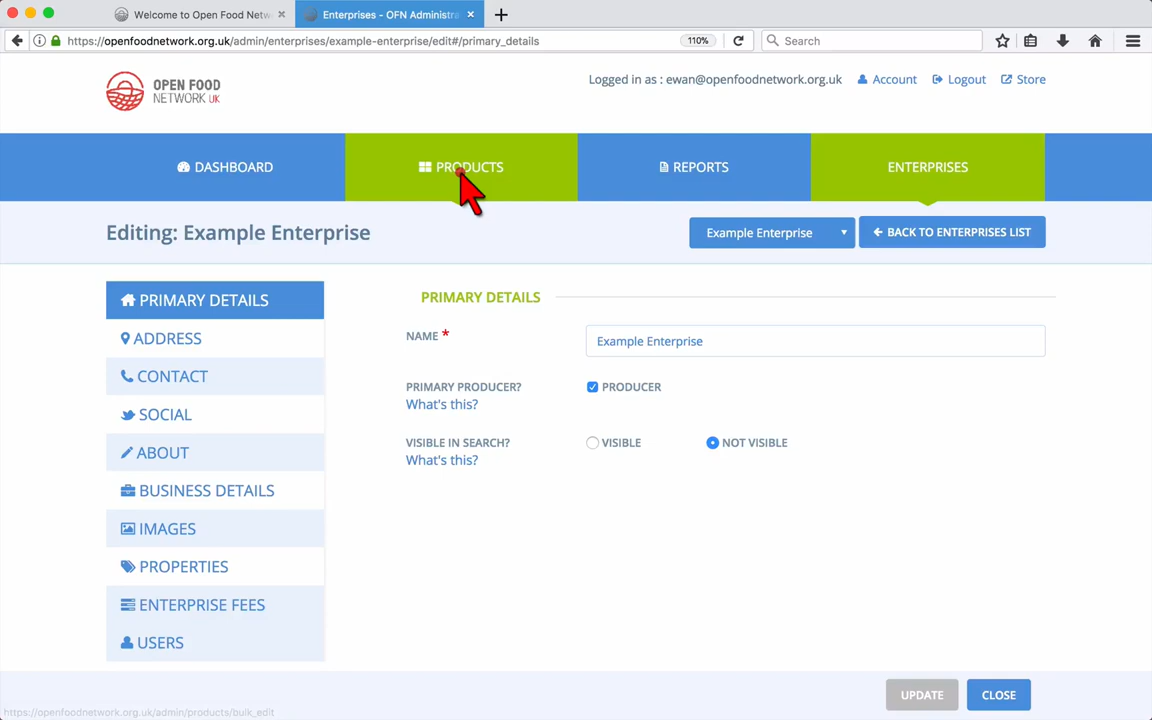 Welcome to Open Food Netw
Enterprises - OFN Administra
https://openfoodnetwork.org.uk/admin/enterprises/example-enterprise/edit#/primary_details
110%
Search
OPEN FOOD
NETWORK UK
Logged in as : ewan@openfoodnetwork.org.uk
Account
Logout
Store
DASHBOARD
PRODUCTS
REPORTS
ENTERPRISES
Editing: Example Enterprise
Example Enterprise
BACK TO ENTERPRISES LIST
PRIMARY DETAILS
ADDRESS
CONTACT
SOCIAL
ABOUT
BUSINESS DETAILS
IMAGES
PROPERTIES
ENTERPRISE FEES
USERS
PRIMARY DETAILS
NAME *
Example Enterprise
PRIMARY PRODUCER?
What's this?
PRODUCER
VISIBLE IN SEARCH?
What's this?
VISIBLE
NOT VISIBLE
UPDATE
CLOSE
https://openfoodnetwork.org.uk/admin/products/bulk_edit